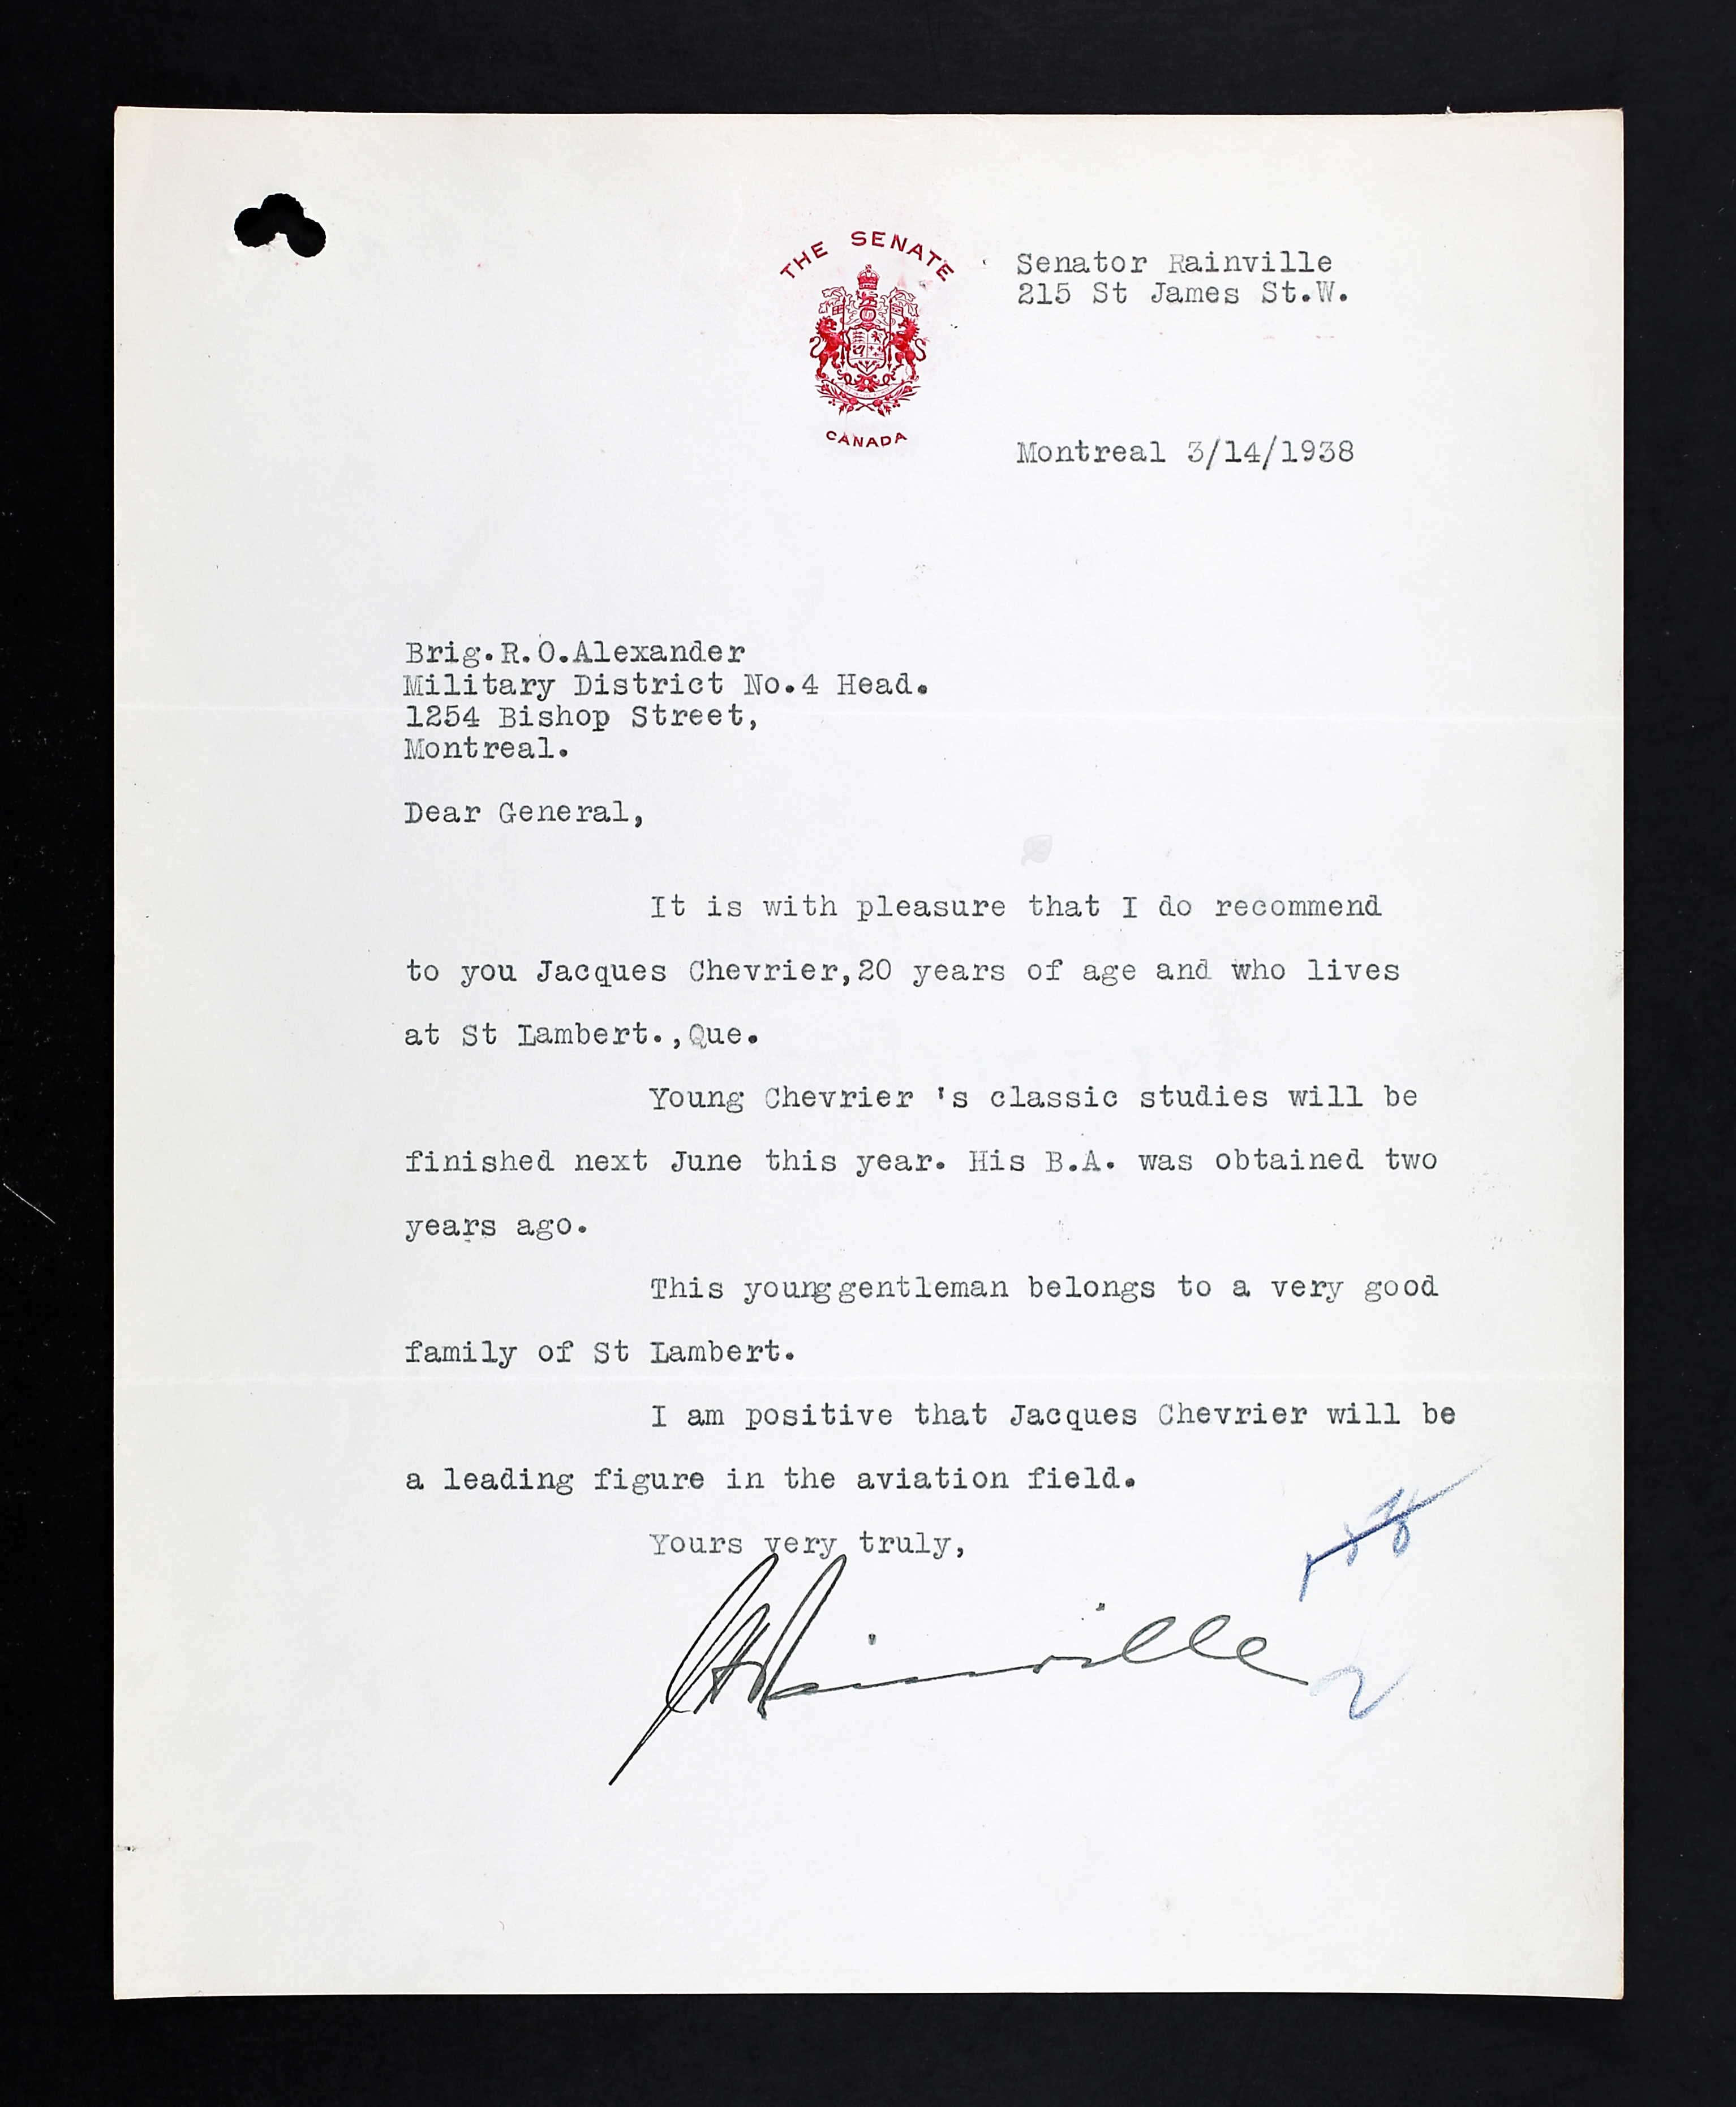 THE SENATE
CANADA
Senator Rainville
215 St James St.W.
Montreal 3/14/1938
Brig.R.O.Alexander
Military District No.4 Head.
1254 Bishop Street,
Montreal.
Dear General,
It is with pleasure that I do recommend
to you Jacques Chevrier,20 years of age and who lives
at St Lambert.,Que.
Young Chevrier 's classic studies will be
finished next June this year. His B.A. was obtained two
years ago.
This young gentleman belongs to a very good
family of St Lambert.
I am positive that Jacques Chevrier will be
a leading figure in the aviation field.
Yours very truly,
JHRainville
2